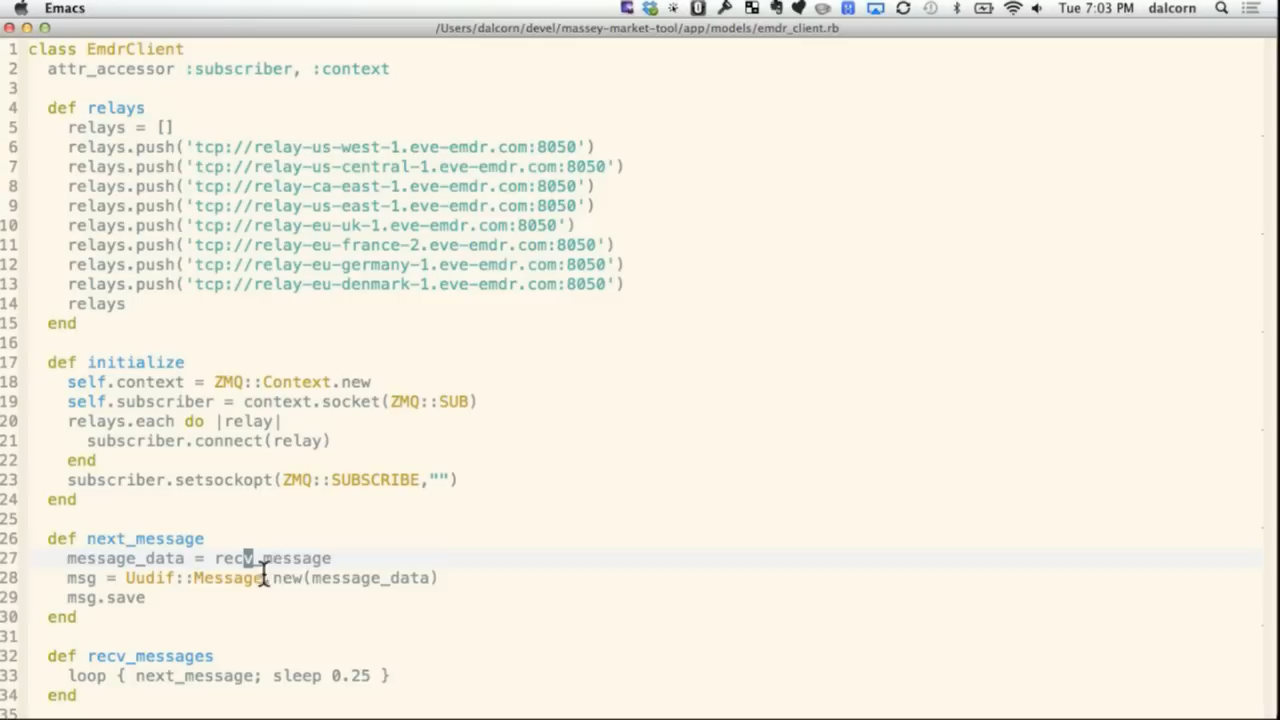 Emacs
Tue 7:03 PM dalcorn
/Users/dalcorn/devel/massey-market-tool/app/models/emdr_client.rb
1 class EmdrClient
2   attr_accessor :subscriber, :context
3
4   def relays
5     relays = []
6     relays.push('tcp://relay-us-west-1.eve-emdr.com:8050')
7     relays.push('tcp://relay-us-central-1.eve-emdr.com:8050')
8     relays.push('tcp://relay-ca-east-1.eve-emdr.com:8050')
9     relays.push('tcp://relay-us-east-1.eve-emdr.com:8050')
10     relays.push('tcp://relay-eu-uk-1.eve-emdr.com:8050')
11     relays.push('tcp://relay-eu-france-2.eve-emdr.com:8050')
12     relays.push('tcp://relay-eu-germany-1.eve-emdr.com:8050')
13     relays.push('tcp://relay-eu-denmark-1.eve-emdr.com:8050')
14     relays
15   end
16
17   def initialize
18     self.context = ZMQ::Context.new
19     self.subscriber = context.socket(ZMQ::SUB)
20     relays.each do |relay|
21       subscriber.connect(relay)
22     end
23     subscriber.setsockopt(ZMQ::SUBSCRIBE,"")
24   end
25
26   def next_message
27     message_data = recv_message
28     msg = Uudif::Message.new(message_data)
29     msg.save
30   end
31
32   def recv_messages
33     loop { next_message; sleep 0.25 }
34   end
35